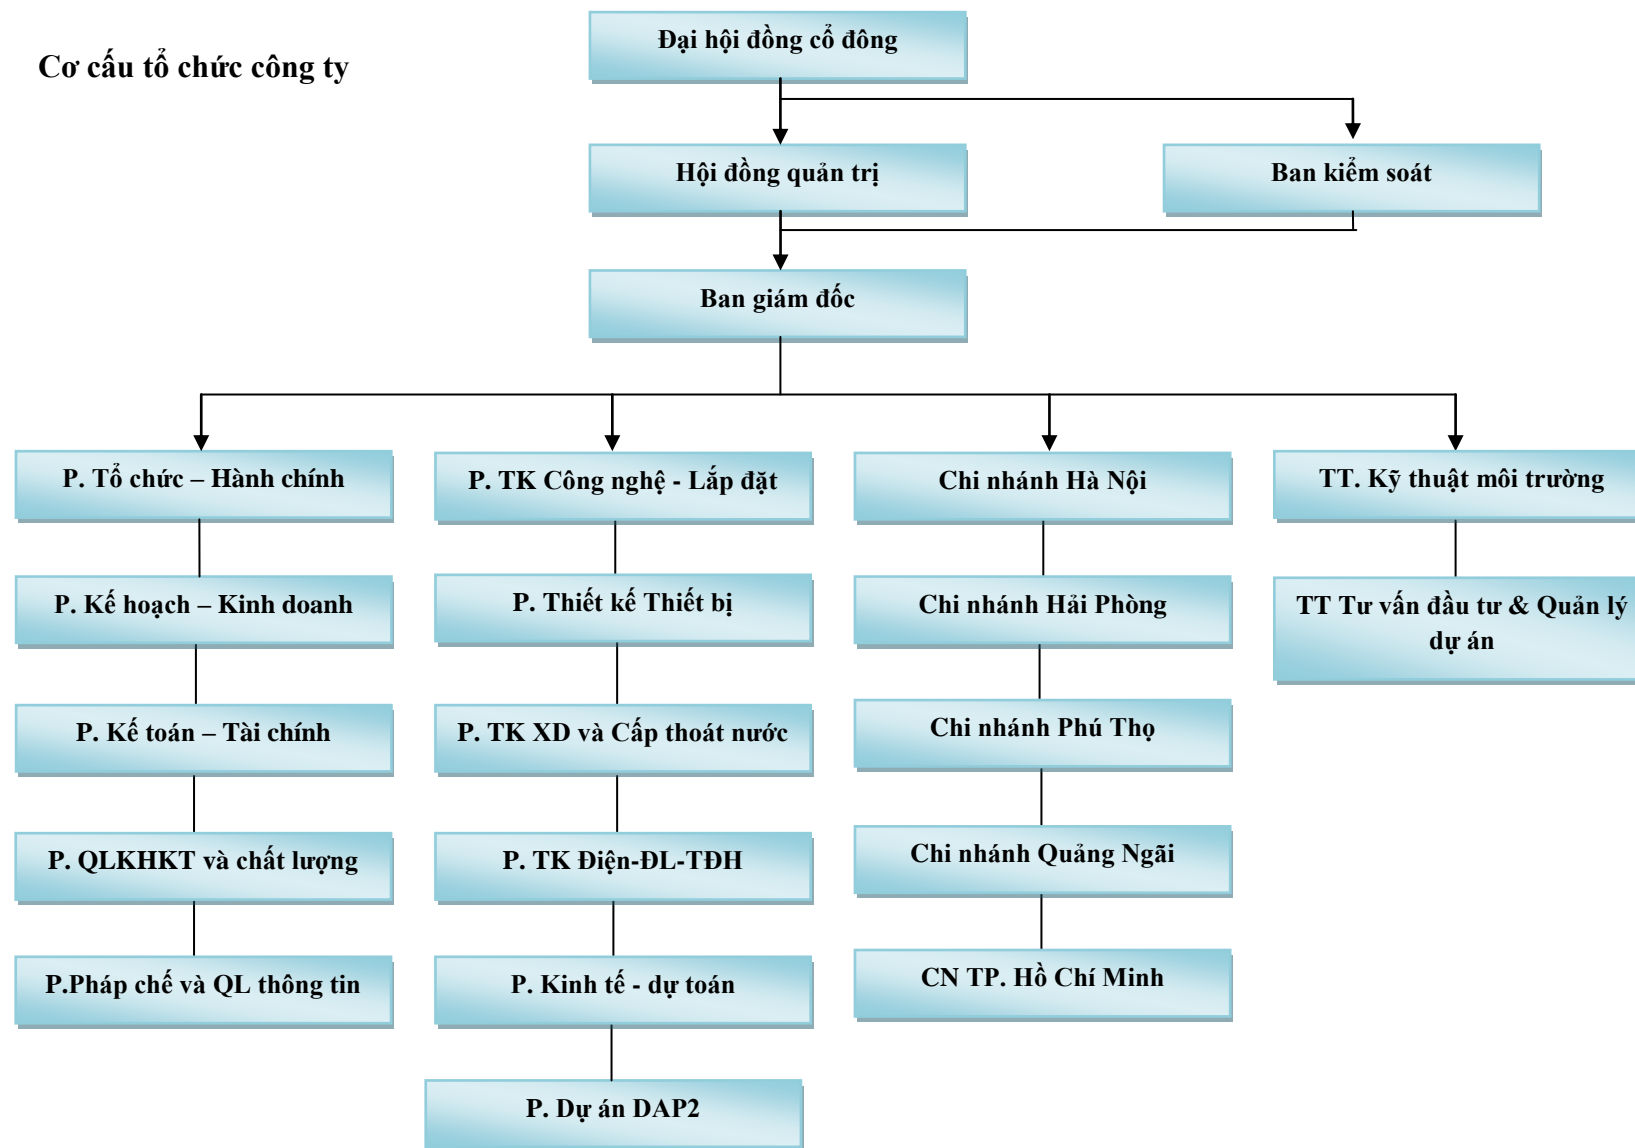 Cơ cấu tổ chức công ty
Đại hội đồng cổ đông
Hội đồng quản trị
Ban kiểm soát
Ban giám đốc
P. Tổ chức – Hành chính
P. Kế hoạch – Kinh doanh
P. Kế toán – Tài chính
P. QLKHKT và chất lượng
P.Pháp chế và QL thông tin
P. TK Công nghệ - Lắp đặt
P. Thiết kế Thiết bị
P. TK XD và Cấp thoát nước
P. TK Điện-ĐL-TĐH
P. Kinh tế - dự toán
P. Dự án DAP2
Chi nhánh Hà Nội
Chi nhánh Hải Phòng
Chi nhánh Phú Thọ
Chi nhánh Quảng Ngãi
CN TP. Hồ Chí Minh
TT. Kỹ thuật môi trường
TT Tư vấn đầu tư & Quản lý
dự án